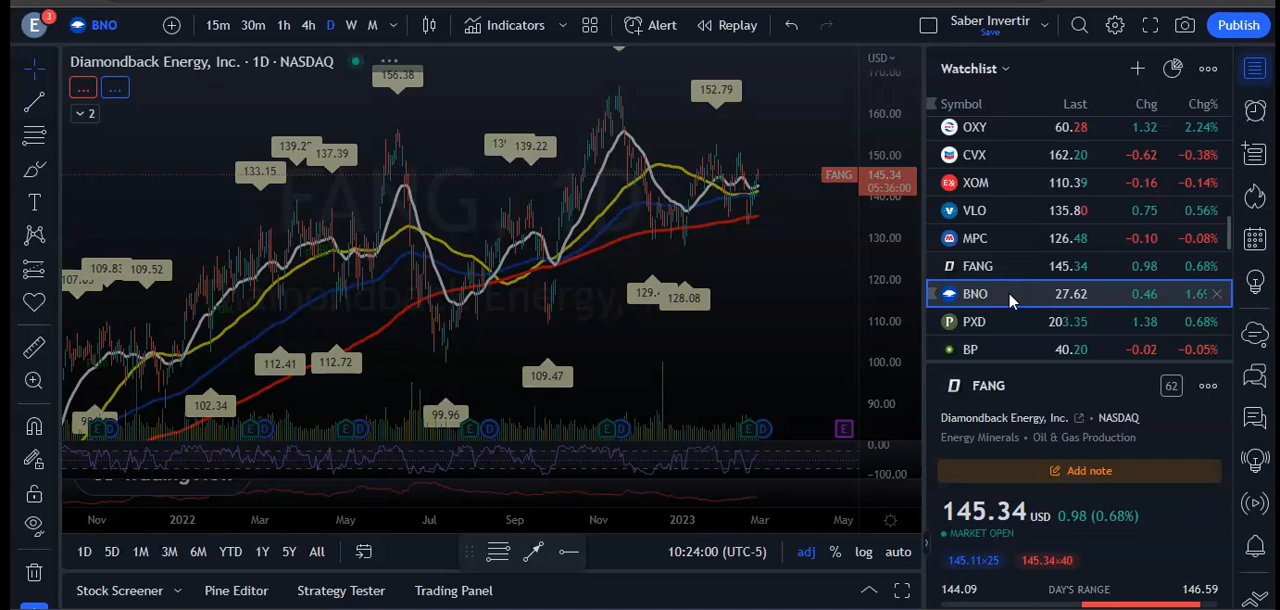 E 3 BNO 15m 30m 1h 4h D W M Indicators Alert Replay Saber Invertir Publish
Save
Diamondback Energy, Inc. · 1D · NASDAQ
... ...
2
USD
170.00
160.00
150.00
140.00
130.00
120.00
110.00
100.00
90.00
FANG 145.34
05:36:00
156.38
152.79
137.39
139.22
133.15
109.52
128.08
112.41
112.72
109.47
102.34
99.96
0.00
-100.00
Nov 2022 Mar May Jul Sep Nov 2023 Mar May
1D 5D 1M 3M 6M YTD 1Y 5Y All 10:24:00 (UTC-5) adj % log auto
Stock Screener Pine Editor Strategy Tester Trading Panel
Watchlist
Symbol Last Chg Chg%
OXY 60.28 1.32 2.24%
CVX 162.20 −0.62 −0.38%
XOM 110.39 −0.16 −0.14%
VLO 135.80 0.75 0.56%
MPC 126.48 −0.10 −0.08%
FANG 145.34 0.98 0.68%
BNO 27.62 0.46
PXD 203.35 1.38 0.68%
BP 40.20 −0.02 −0.05%
FANG 62
Diamondback Energy, Inc. • NASDAQ
Energy Minerals • Oil & Gas Production
Add note
145.34 USD 0.98 (0.68%)
MARKET OPEN
145.11×25 145.34×40
144.09 DAY'S RANGE 146.59